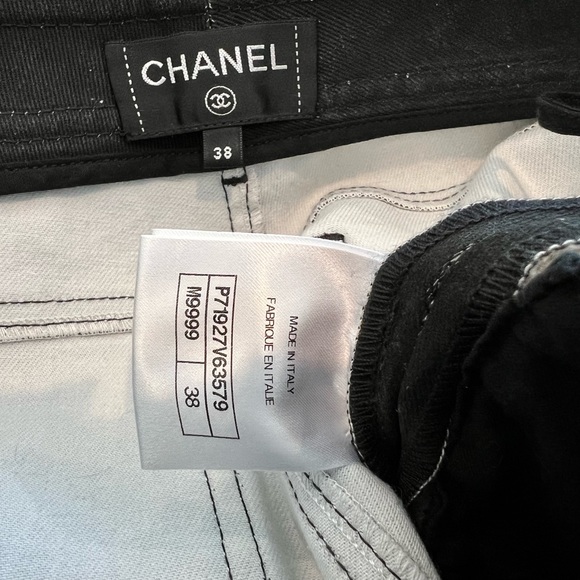 CHANEL
38
P71927V63579
M9999 38
MADE IN ITALY
FABRIQUE EN ITALIE